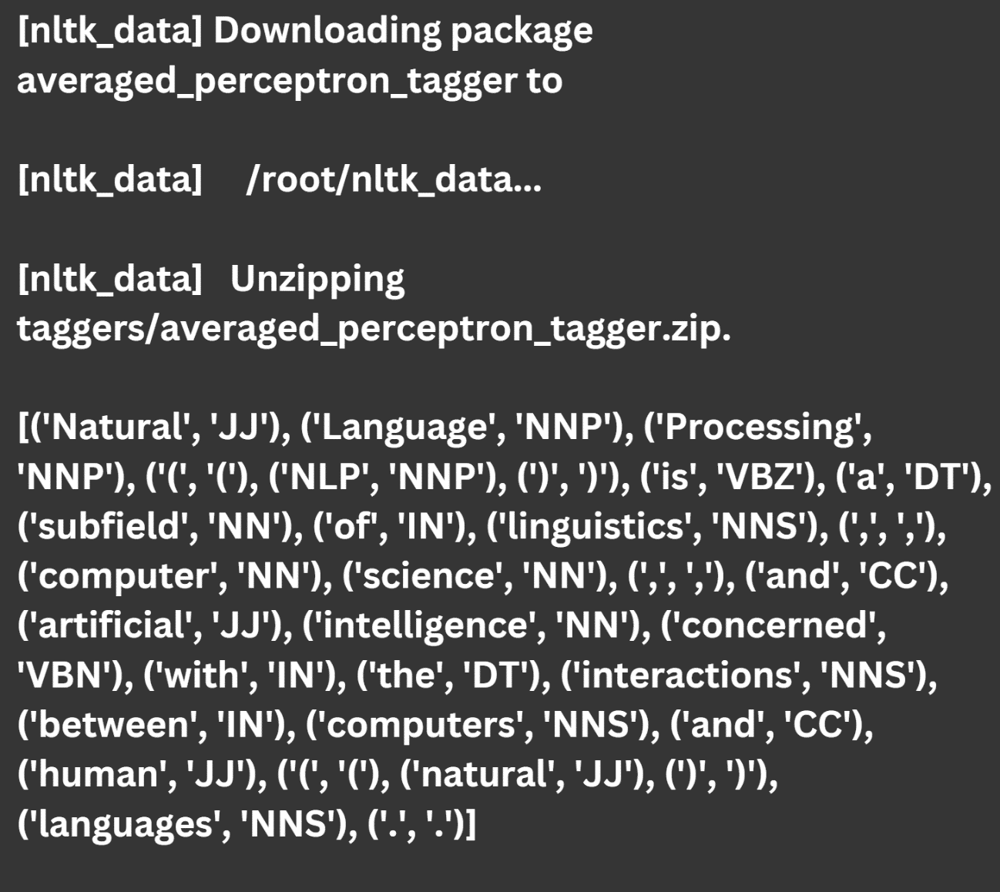 [nltk_data] Downloading package
averaged_perceptron_tagger to
[nltk_data]     /root/nltk_data...
[nltk_data]   Unzipping
taggers/averaged_perceptron_tagger.zip.
[('Natural', 'JJ'), ('Language', 'NNP'), ('Processing',
'NNP'), ('(', '('), ('NLP', 'NNP'), (')', ')'), ('is', 'VBZ'), ('a', 'DT'),
('subfield', 'NN'), ('of', 'IN'), ('linguistics', 'NNS'), (',', ','),
('computer', 'NN'), ('science', 'NN'), (',', ','), ('and', 'CC'),
('artificial', 'JJ'), ('intelligence', 'NN'), ('concerned',
'VBN'), ('with', 'IN'), ('the', 'DT'), ('interactions', 'NNS'),
('between', 'IN'), ('computers', 'NNS'), ('and', 'CC'),
('human', 'JJ'), ('(', '('), ('natural', 'JJ'), (')', ')'),
('languages', 'NNS'), ('.', '.')]